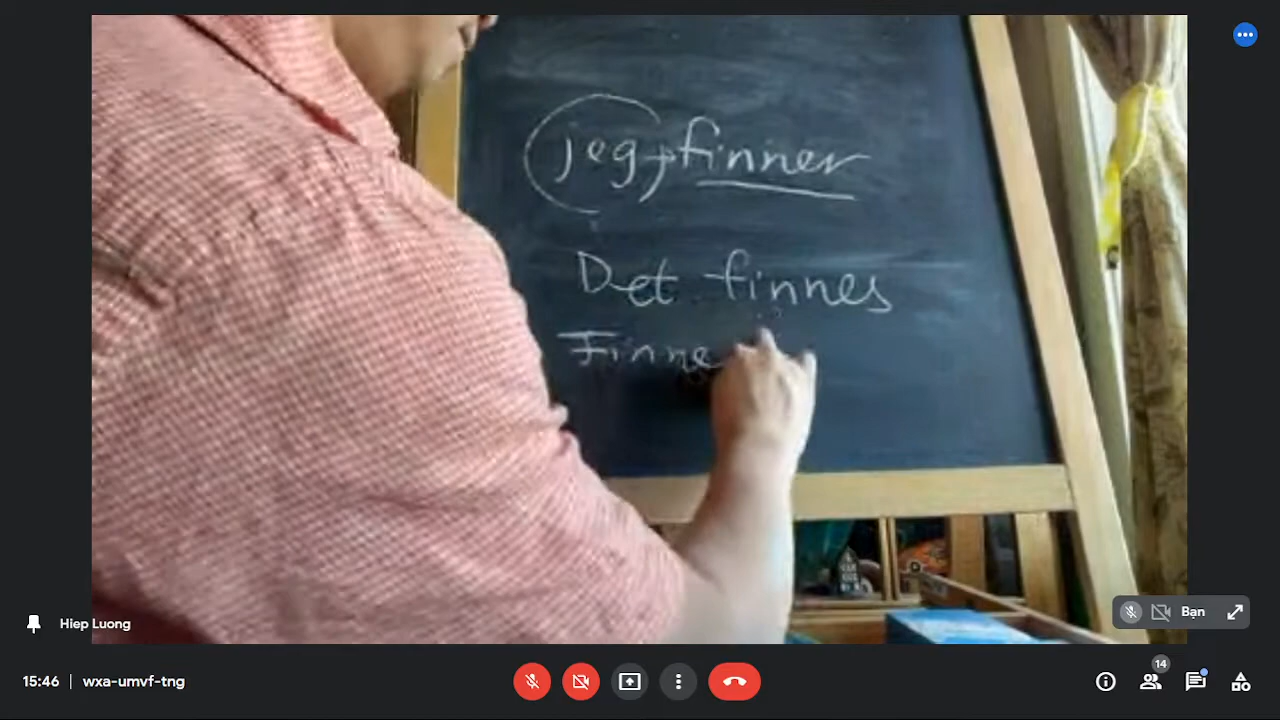 jeg finner
Det finnes
Finne
Hiep Luong
Bạn
15:46 | wxa-umvf-tng
14